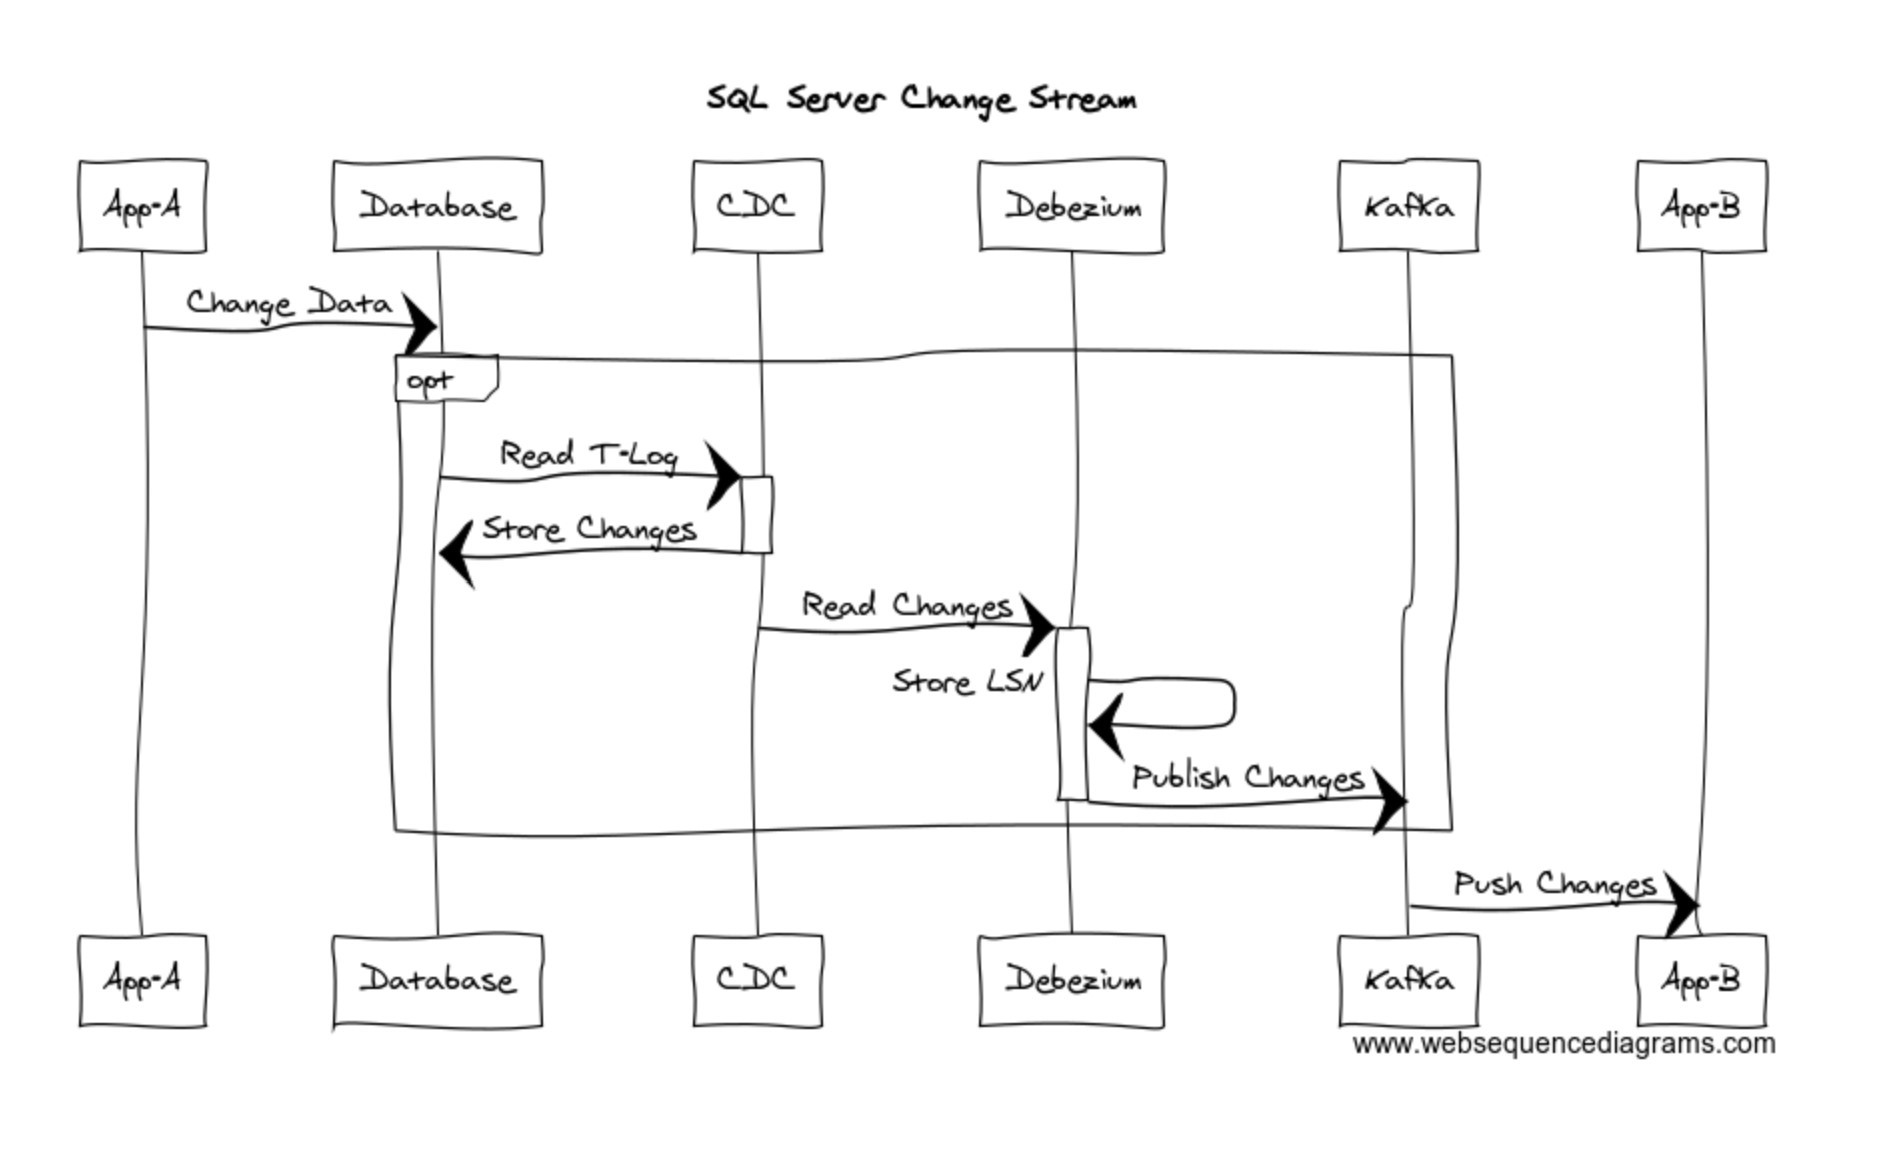 SQL Server Change Stream
App-A
Database
CDC
Debezium
Kafka
App-B
Change Data
opt
Read T-Log
Store Changes
Read Changes
Store LSN
Publish Changes
Push Changes
App-A
Database
CDC
Debezium
Kafka
App-B
www.websequencediagrams.com